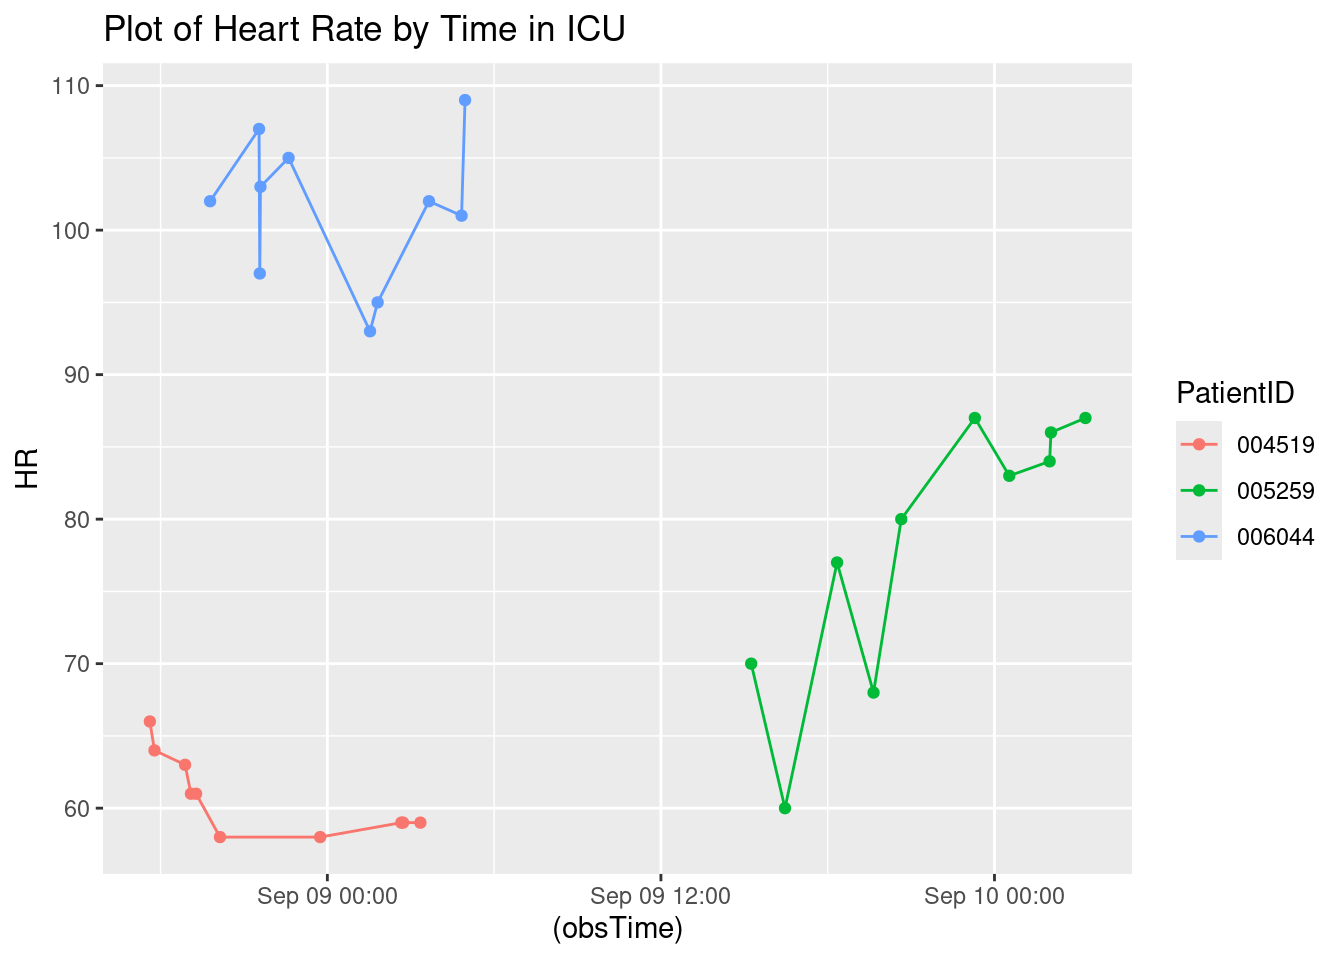 Plot of Heart Rate by Time in ICU
110
100
90
80
70
60
HR
Sep 09 00:00
Sep 09 12:00
Sep 10 00:00
(obsTime)
PatientID
004519
005259
006044